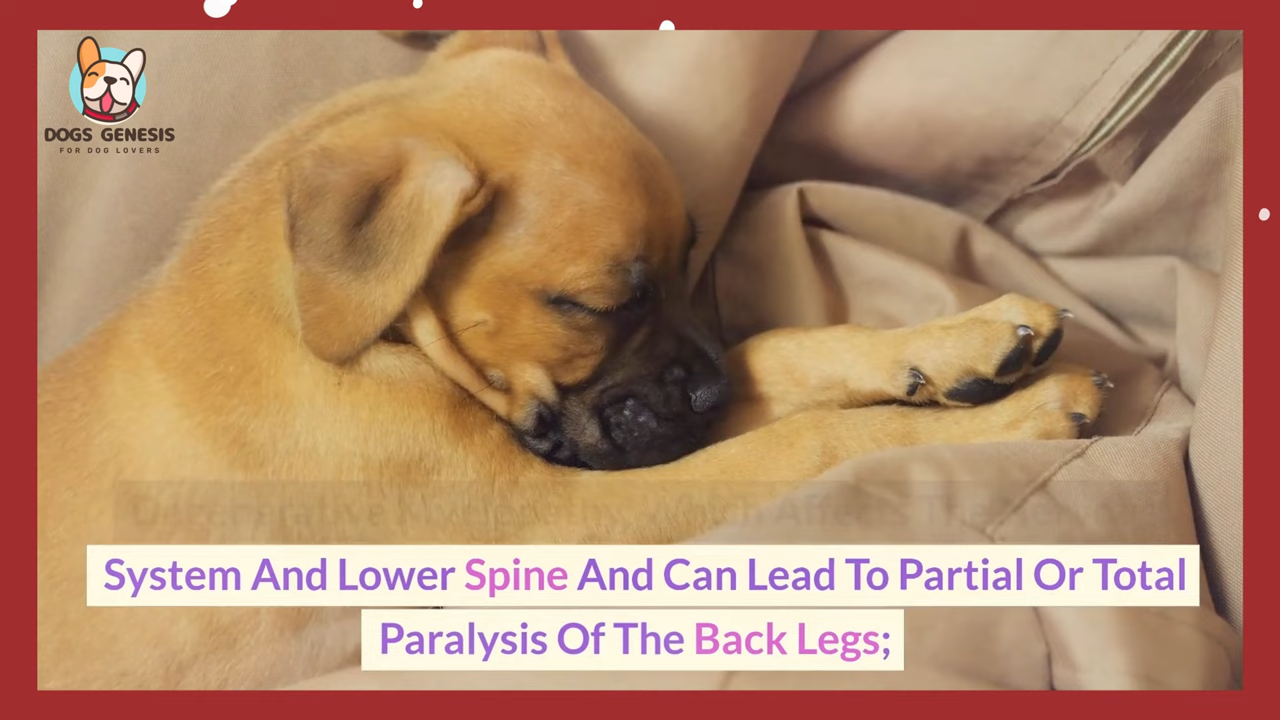 DOGS GENESIS
FOR DOG LOVERS
System And Lower Spine And Can Lead To Partial Or Total
Paralysis Of The Back Legs;